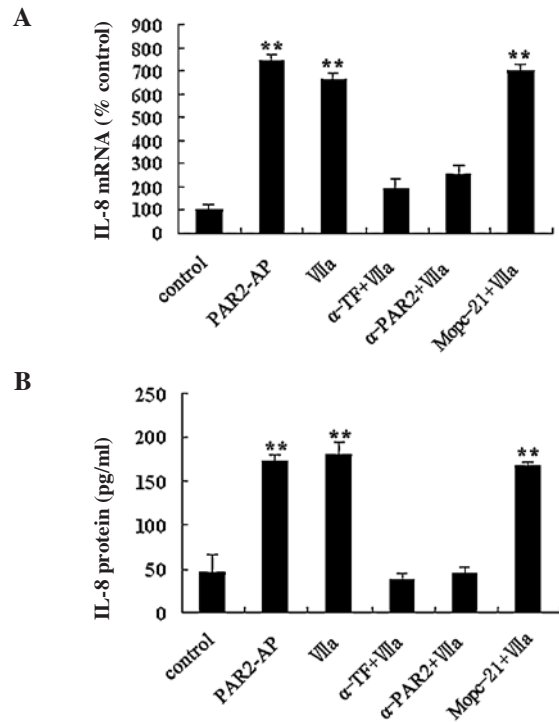 A
IL-8 mRNA (% control)
900
800
700
600
500
400
300
200
100
0
** ** **
control PAR2-AP VIIa α-TF+VIIa α-PAR2+VIIa Mopc-21+VIIa
B
IL-8 protein (pg/ml)
250
200
150
100
50
0
** ** **
control PAR2-AP VIIa α-TF+VIIa α-PAR2+VIIa Mopc-21+VIIa